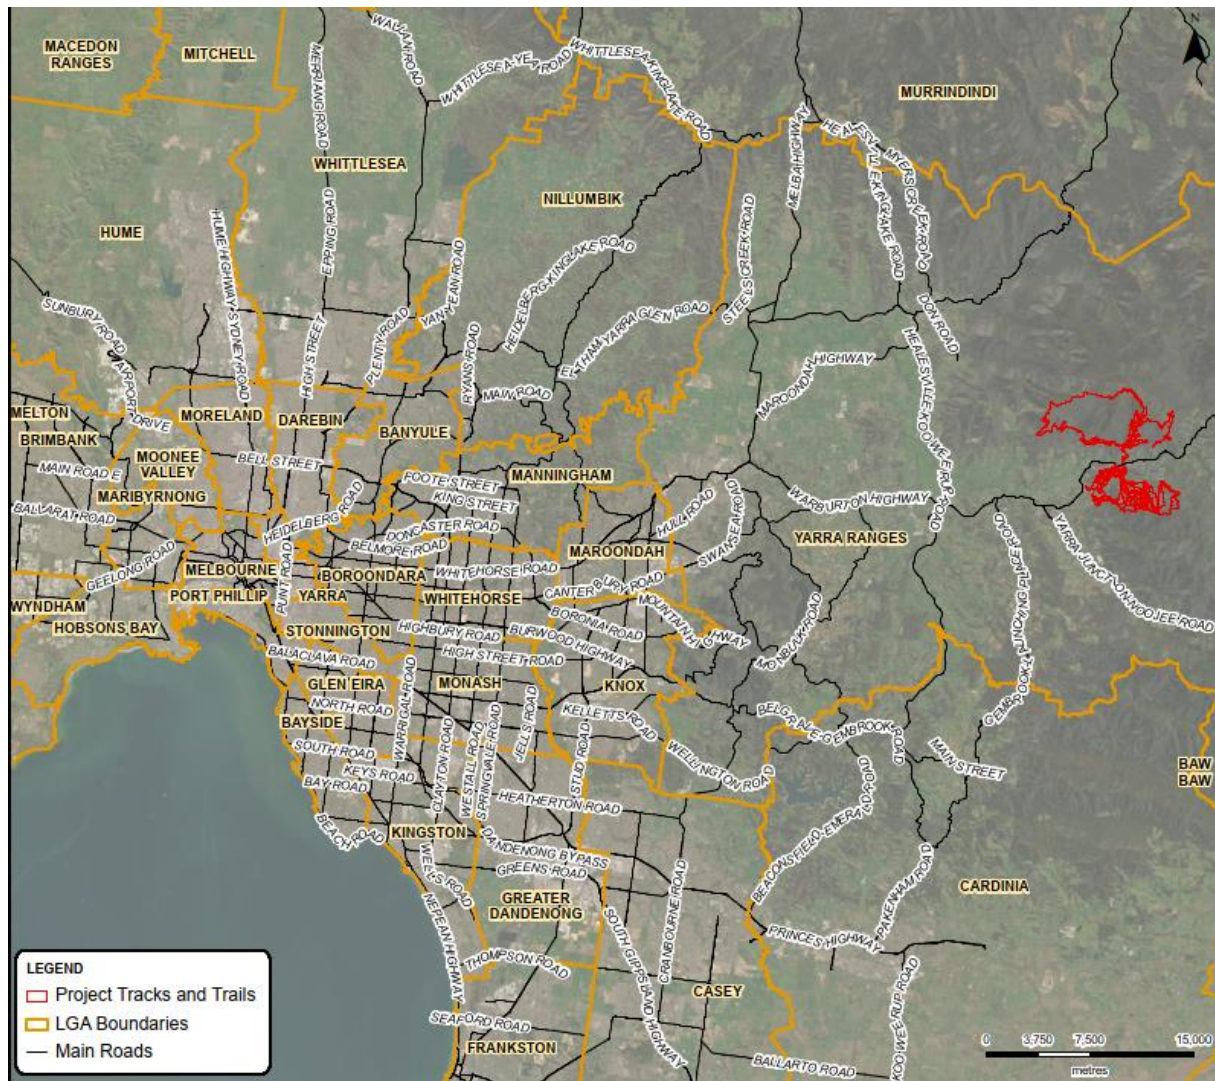 N
MACEDON
RANGES
MITCHELL
WHITTLESEA-YEA ROAD
WHITTLESEA-KINGLAKE ROAD
MURRINDINDI
MERRIANG ROAD
MELBA HIGHWAY
HEALESVILLE-KINGLAKE ROAD
MYERS CREEK ROAD
WHITTLESEA
NILLUMBIK
HUME
HUME HIGHWAY-SYDNEY ROAD
EPPING ROAD
YAN YEAN ROAD
HEIDELBERG-KINGLAKE ROAD
STEELS CREEK ROAD
SUNBURY ROAD
AIRPORT DRIVE
HIGH STREET
PLENTY ROAD
RYANS ROAD
ELTHAM-YARRA GLEN ROAD
DON ROAD
HEALESVILLE-KOO WEE RUP ROAD
MAROONDAH HIGHWAY
MAIN ROAD
MELTON
MORELAND
DAREBIN
BANYULE
BRIMBANK
MOONEE
VALLEY
BELL STREET
MANNINGHAM
MAIN ROAD E
MARIBYRNONG
FOOTE STREET
KING STREET
HULL ROAD
SWANSEA ROAD
WARBURTON HIGHWAY
BALLARAT ROAD
HEIDELBERG ROAD
DONCASTER ROAD
BELMORE ROAD
YARRA RANGES
MAROONDAH
GEELONG ROAD
MELBOURNE
BOROONDARA
WHITEHORSE ROAD
CANTERBURY ROAD
GEMBROOK-LAUNCHING PLACE ROAD
YARRA JUNCTION-NOOJEE ROAD
WYNDHAM
PORT PHILLIP
PUNT ROAD
YARRA
WHITEHORSE
BORONIA ROAD
MOUNTAIN HIGHWAY
MONBULK ROAD
HOBSONS BAY
STONNINGTON
HIGHBURY ROAD
BURWOOD HIGHWAY
BALACLAVA ROAD
HIGH STREET ROAD
GLEN EIRA
MONASH
KNOX
NORTH ROAD
WARRIGAL ROAD
BAYSIDE
KELLETTS ROAD
BELGRAVE-GEMBROOK ROAD
SOUTH ROAD
CLAYTON ROAD
WESTALL ROAD
SPRINGVALE ROAD
JELLS ROAD
STUD ROAD
WELLINGTON ROAD
MAIN STREET
KEYS ROAD
BAY ROAD
HEATHERTON ROAD
BAW
BAW
BEACH ROAD
KINGSTON
DANDENONG BYPASS
BEACONSFIELD-EMERALD ROAD
WELLS ROAD
GREENS ROAD
CRANBOURNE ROAD
PAKENHAM ROAD
CARDINIA
GREATER
DANDENONG
NEPEAN HIGHWAY
SOUTH GIPPSLAND HIGHWAY
PRINCES HIGHWAY
THOMPSON ROAD
KOO WEE RUP ROAD
CASEY
SEAFORD ROAD
FRANKSTON
BALLARTO ROAD
LEGEND
Project Tracks and Trails
LGA Boundaries
Main Roads
0 3,750 7,500 15,000
metres